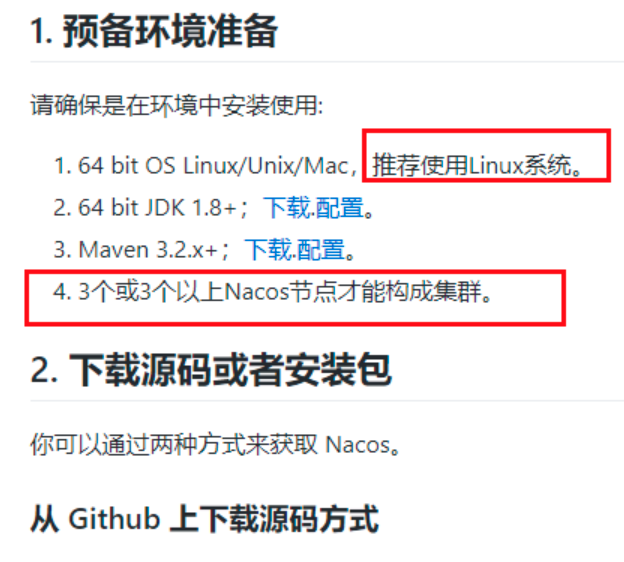 1. 预备环境准备
请确保是在环境中安装使用:
1. 64 bit OS Linux/Unix/Mac，推荐使用Linux系统。
2. 64 bit JDK 1.8+；下载.配置。
3. Maven 3.2.x+；下载.配置。
4. 3个或3个以上Nacos节点才能构成集群。
2. 下载源码或者安装包
你可以通过两种方式来获取 Nacos。
从 Github 上下载源码方式